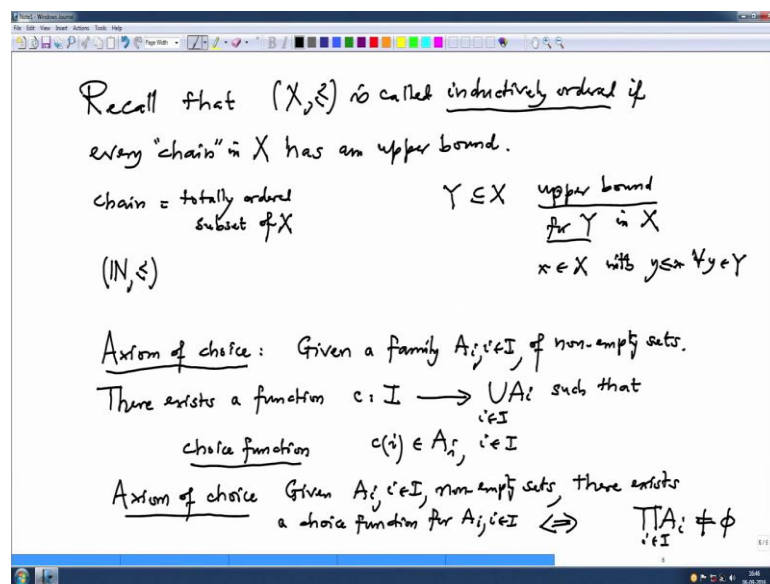 Note1 - Windows Journal
File Edit View Insert Actions Tools Help
Page Width
Recall that (X,≤) is called inductively ordered if
every "chain" in X has an upper bound.
chain = totally ordered subset of X
Y ⊆ X upper bound for Y in X
(ℕ,≤)
x ∈ X with y≤x ∀y∈Y
Axiom of choice: Given a family Ai, i∈I, of non-empty sets.
There exists a function c: I ⟶ ∪Ai such that
i∈I
choice function c(i) ∈ Ai, i∈I
Axiom of choice Given Ai, i∈I, non-empty sets, there exists
a choice function for Ai, i∈I ⇔ ∏Ai ≠ ϕ
i∈I
8
16:46